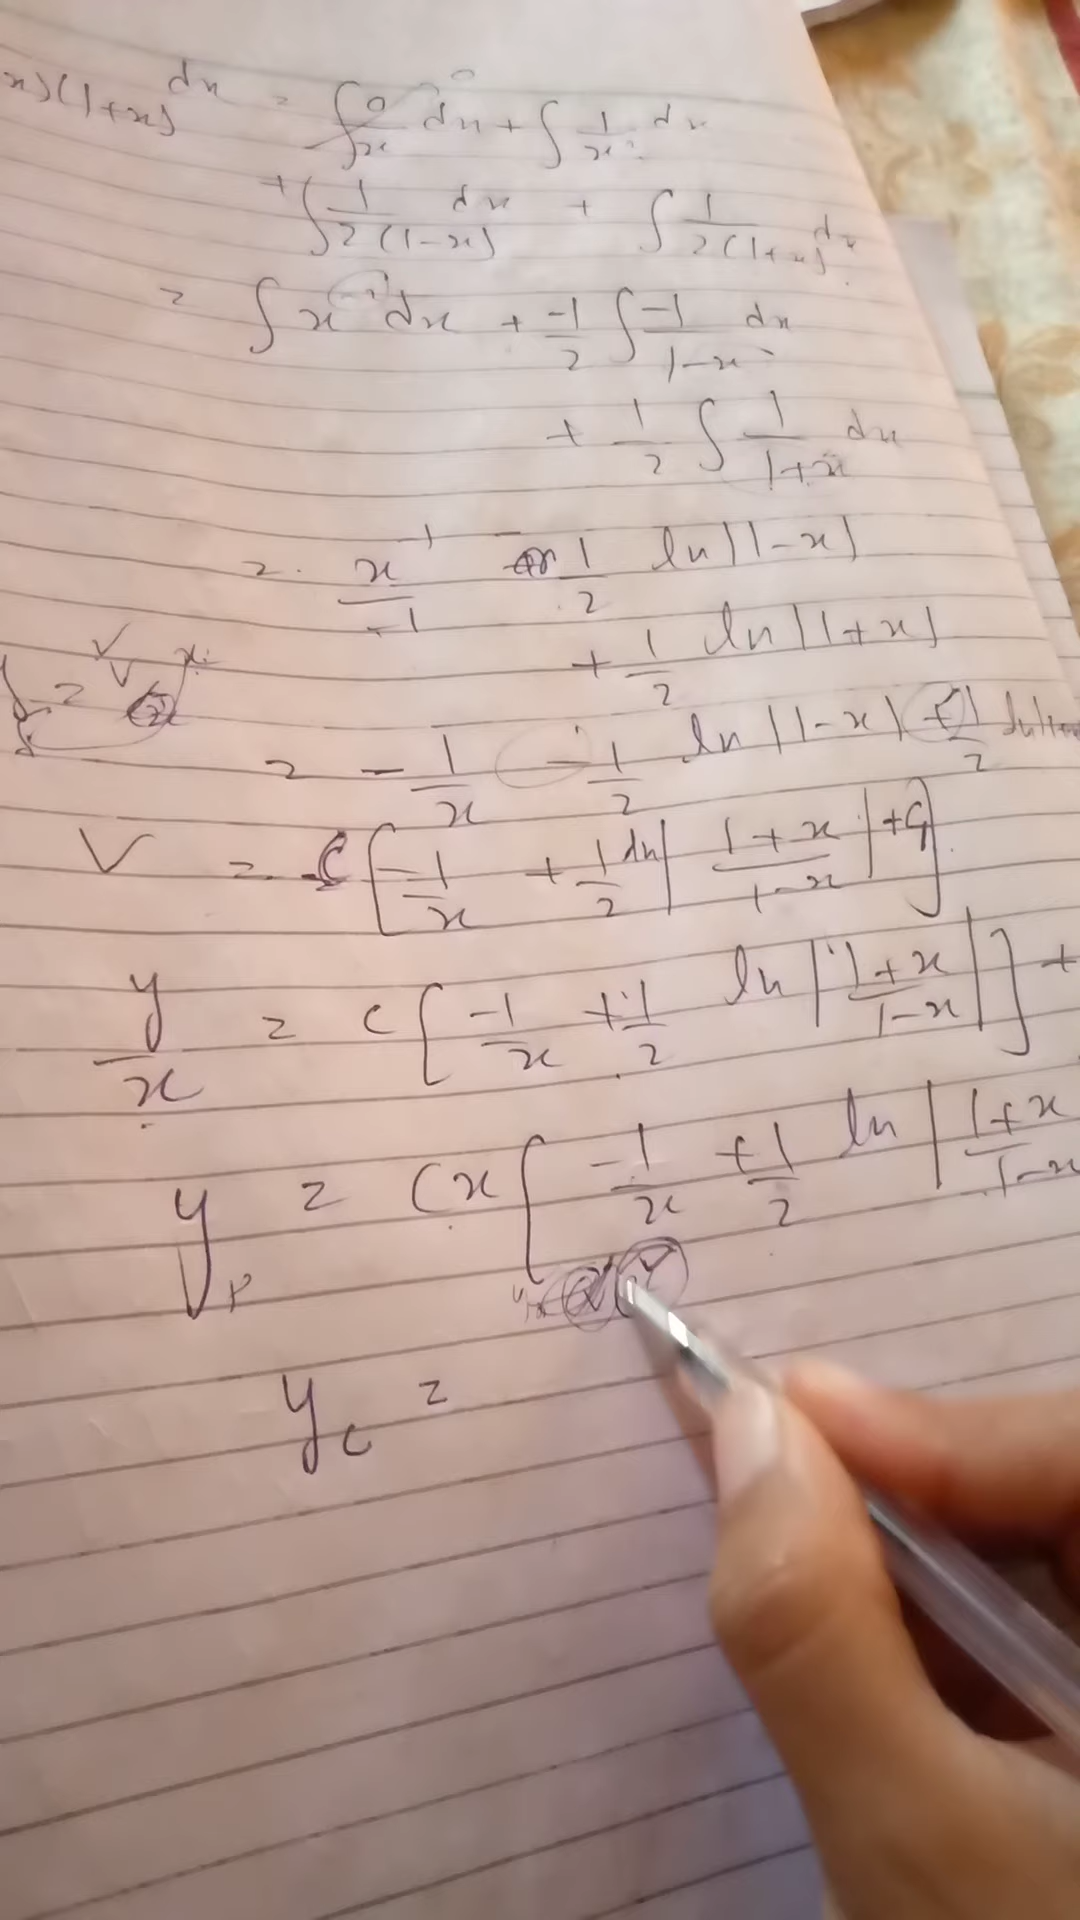 x)(1+x) dx = ∫ 0/x dx + ∫ 1/x² dx
+ ∫ 1/2(1-x) dx + ∫ 1/2(1+x) dx
= ∫ x⁻² dx + -1/2 ∫ -1/1-x dx
+ 1/2 ∫ 1/1+x dx
= x⁻¹/-1 - 1/2 ln|1-x|
+ 1/2 ln|1+x|
= -1/x - 1/2 ln|1-x| + 1/2 ln|1+x
V = C[-1/x + 1/2 ln|1+x/1-x| + C₁]
y/x = C[-1/x + 1/2 ln|1+x/1-x|] +
y_p = Cx[-1/x + 1/2 ln|1+x/1-x
y_c =